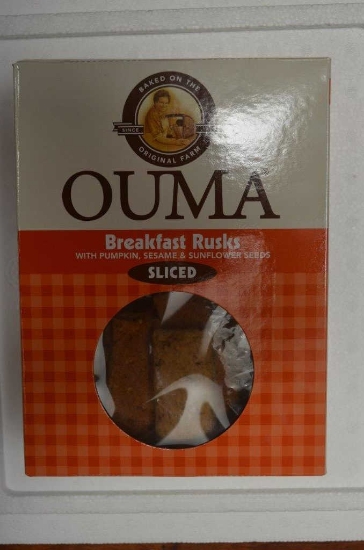 BAKED ON THE
SINCE
ORIGINAL FARM
OUMA
Breakfast Rusks
WITH PUMPKIN, SESAME & SUNFLOWER SEEDS
SLICED